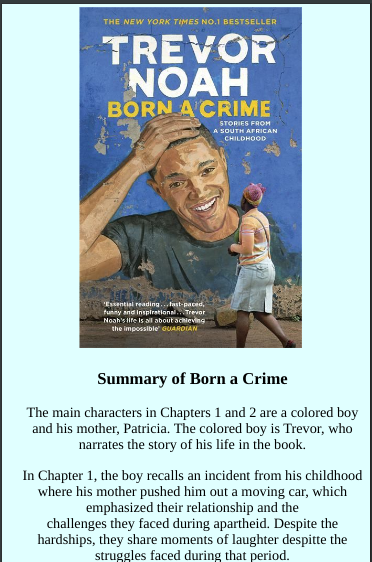 THE NEW YORK TIMES NO.1 BESTSELLER
TREVOR
NOAH
BORN A CRIME
STORIES FROM
A SOUTH AFRICAN
CHILDHOOD
'Essential reading . . . fast-paced,
funny and inspirational . . . Trevor
Noah's life is all about achieving
the impossible' GUARDIAN
Summary of Born a Crime
The main characters in Chapters 1 and 2 are a colored boy
and his mother, Patricia. The colored boy is Trevor, who
narrates the story of his life in the book.
In Chapter 1, the boy recalls an incident from his childhood
where his mother pushed him out a moving car, which
emphasized their relationship and the
challenges they faced during apartheid. Despite the
hardships, they share moments of laughter despitte the
struggles faced during that period.